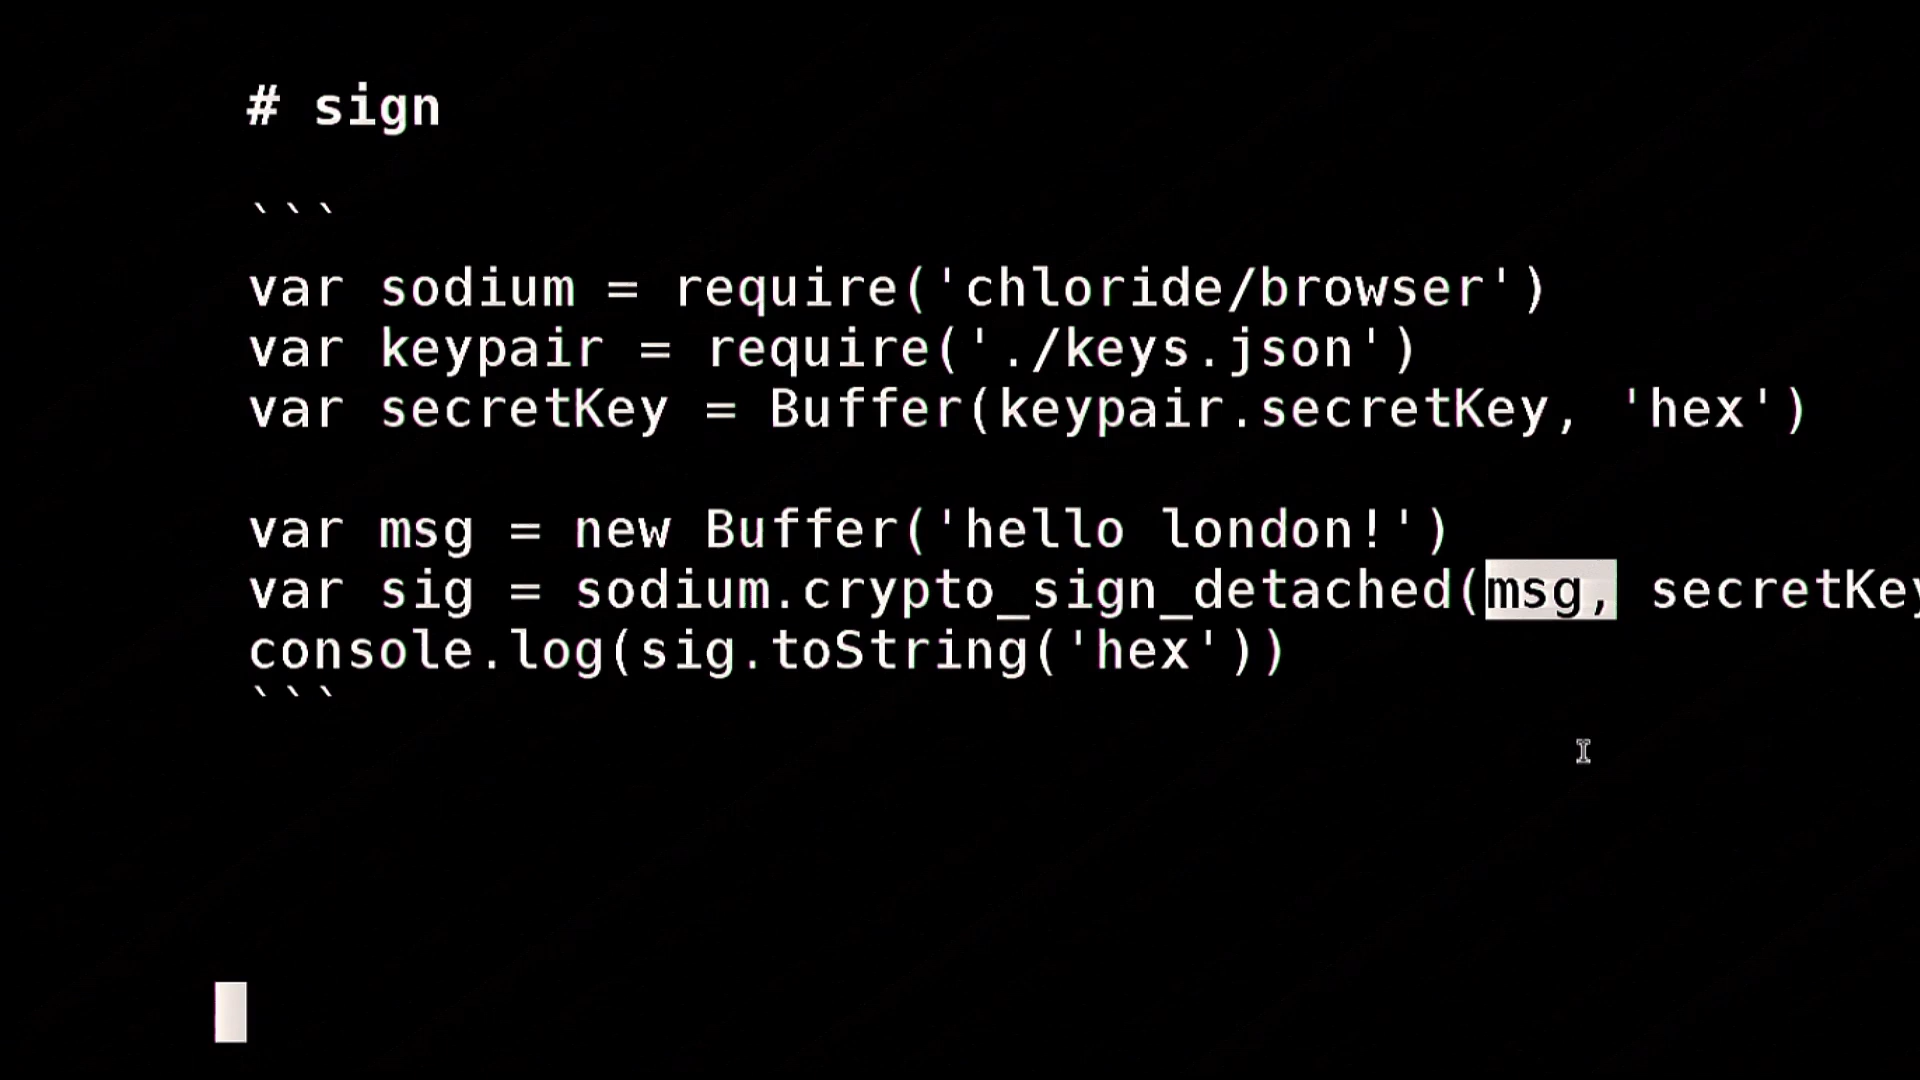 # sign
```
var sodium = require('chloride/browser')
var keypair = require('./keys.json')
var secretKey = Buffer(keypair.secretKey, 'hex')
var msg = new Buffer('hello london!')
var sig = sodium.crypto_sign_detached(msg, secretKey
console.log(sig.toString('hex'))
```